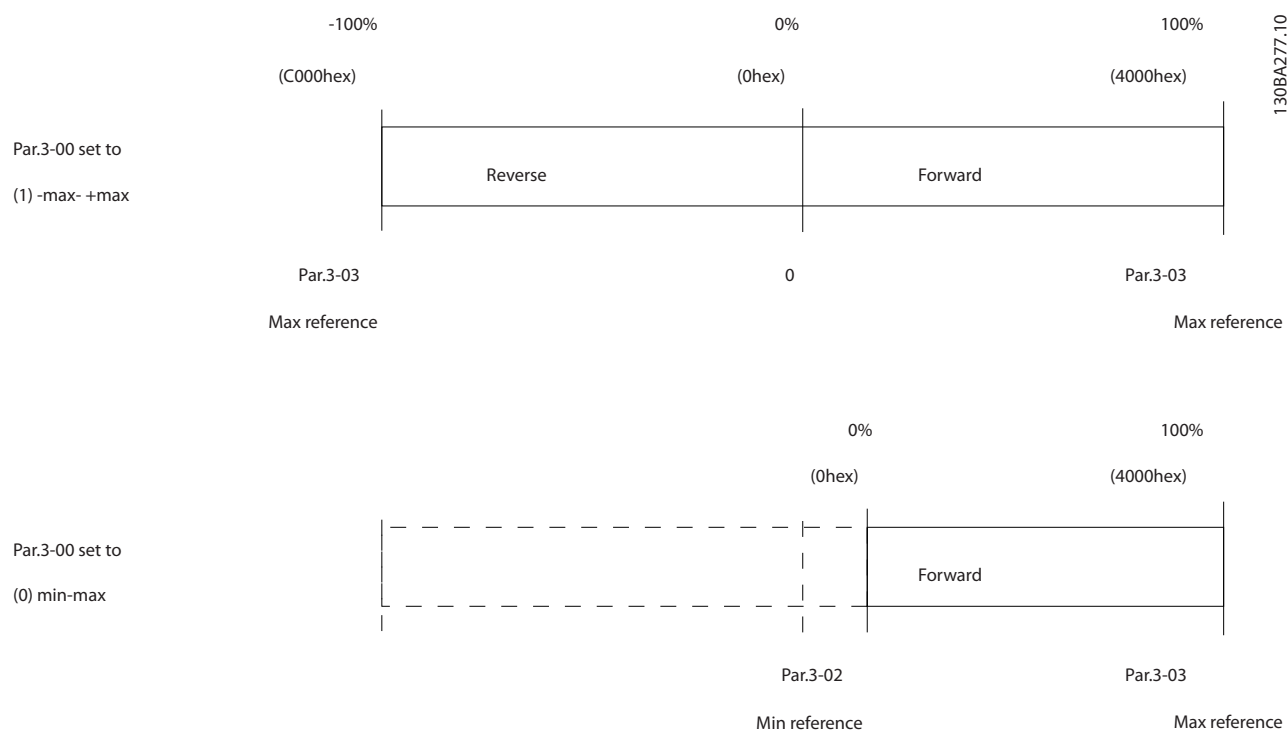 -100% 0% 100%
(C000hex) (0hex) (4000hex)
130BA277.10
Par.3-00 set to
(1) -max- +max
Reverse Forward
Par.3-03 0 Par.3-03
Max reference Max reference
0% 100%
(0hex) (4000hex)
Par.3-00 set to
(0) min-max
Forward
Par.3-02 Par.3-03
Min reference Max reference